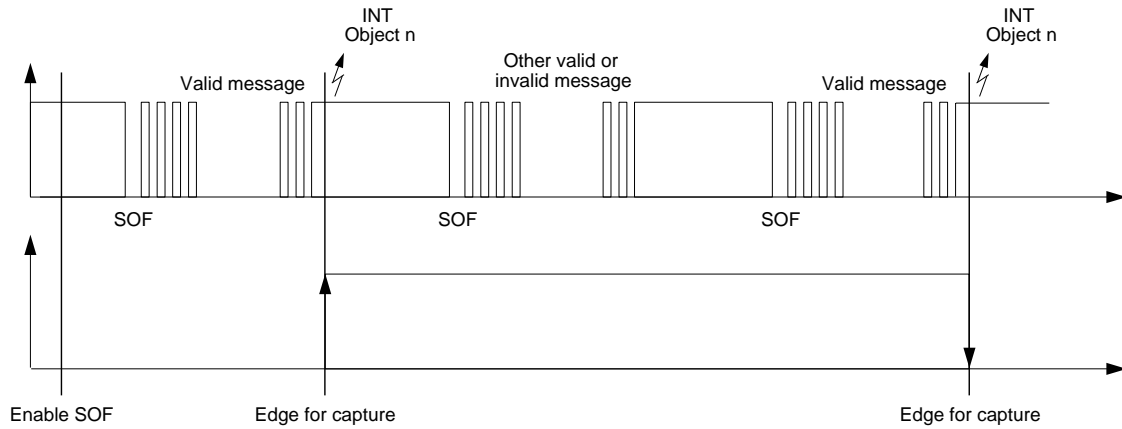 INT
Object n
INT
Object n
Valid message
Other valid or
invalid message
Valid message
SOF
SOF
SOF
Enable SOF
Edge for capture
Edge for capture